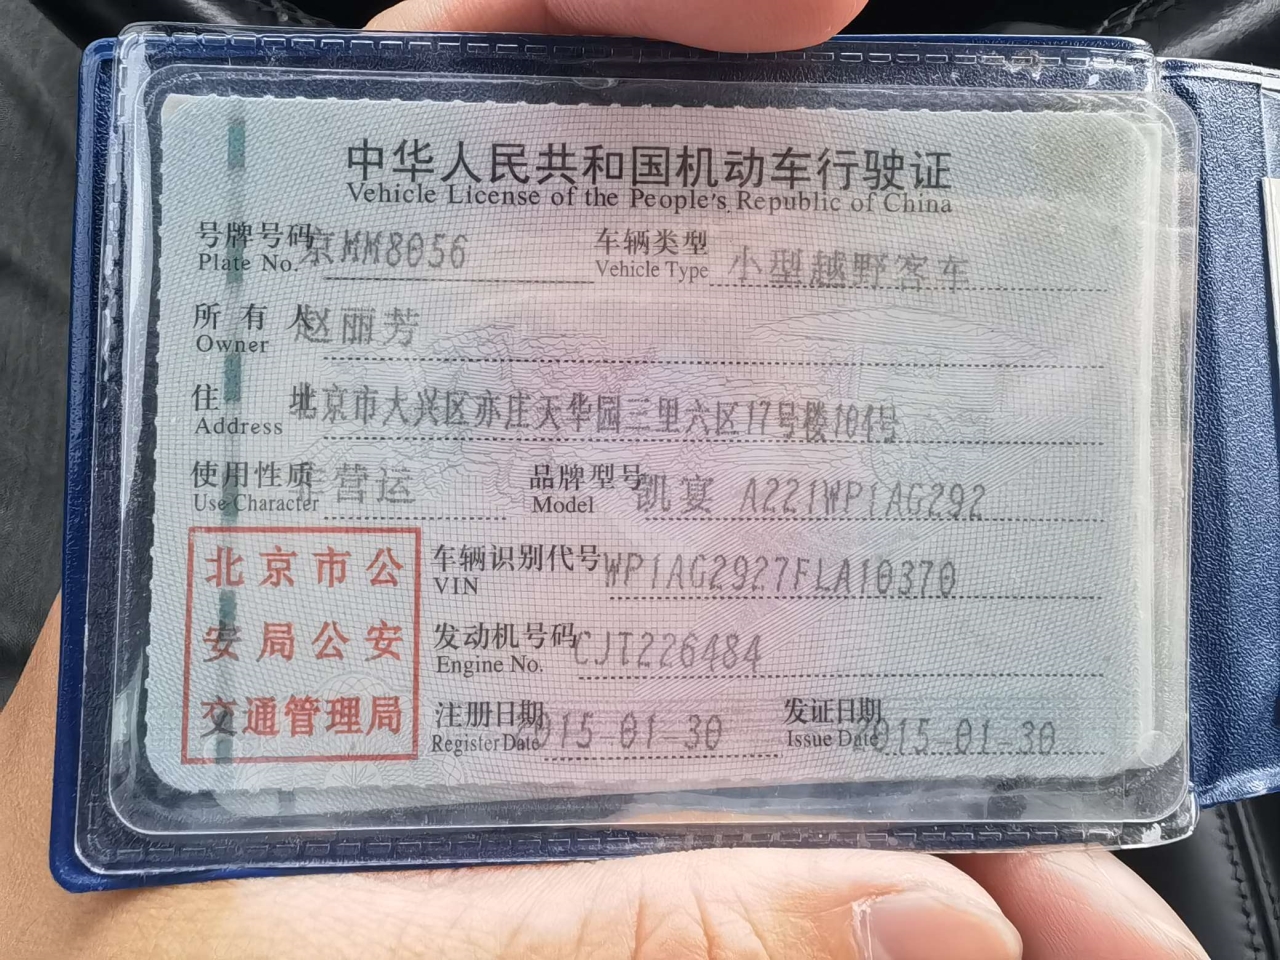 中华人民共和国机动车行驶证
Vehicle License of the People's Republic of China
号牌号码 京MM8056 车辆类型 小型越野客车
Plate No. Vehicle Type
所有人 赵丽芳
Owner
住 北京市大兴区亦庄天华园三里六区17号楼104号
Address
使用性质 营运 品牌型号 凯宴 A221WP1AG292
Use Character Model
北京市公 车辆识别代号 WP1AG2927FLA10370
VIN
安局公安 发动机号码 CJT226484
Engine No.
交通管理局 注册日期 2015-01-30 发证日期 2015-01-30
Register Date Issue Date